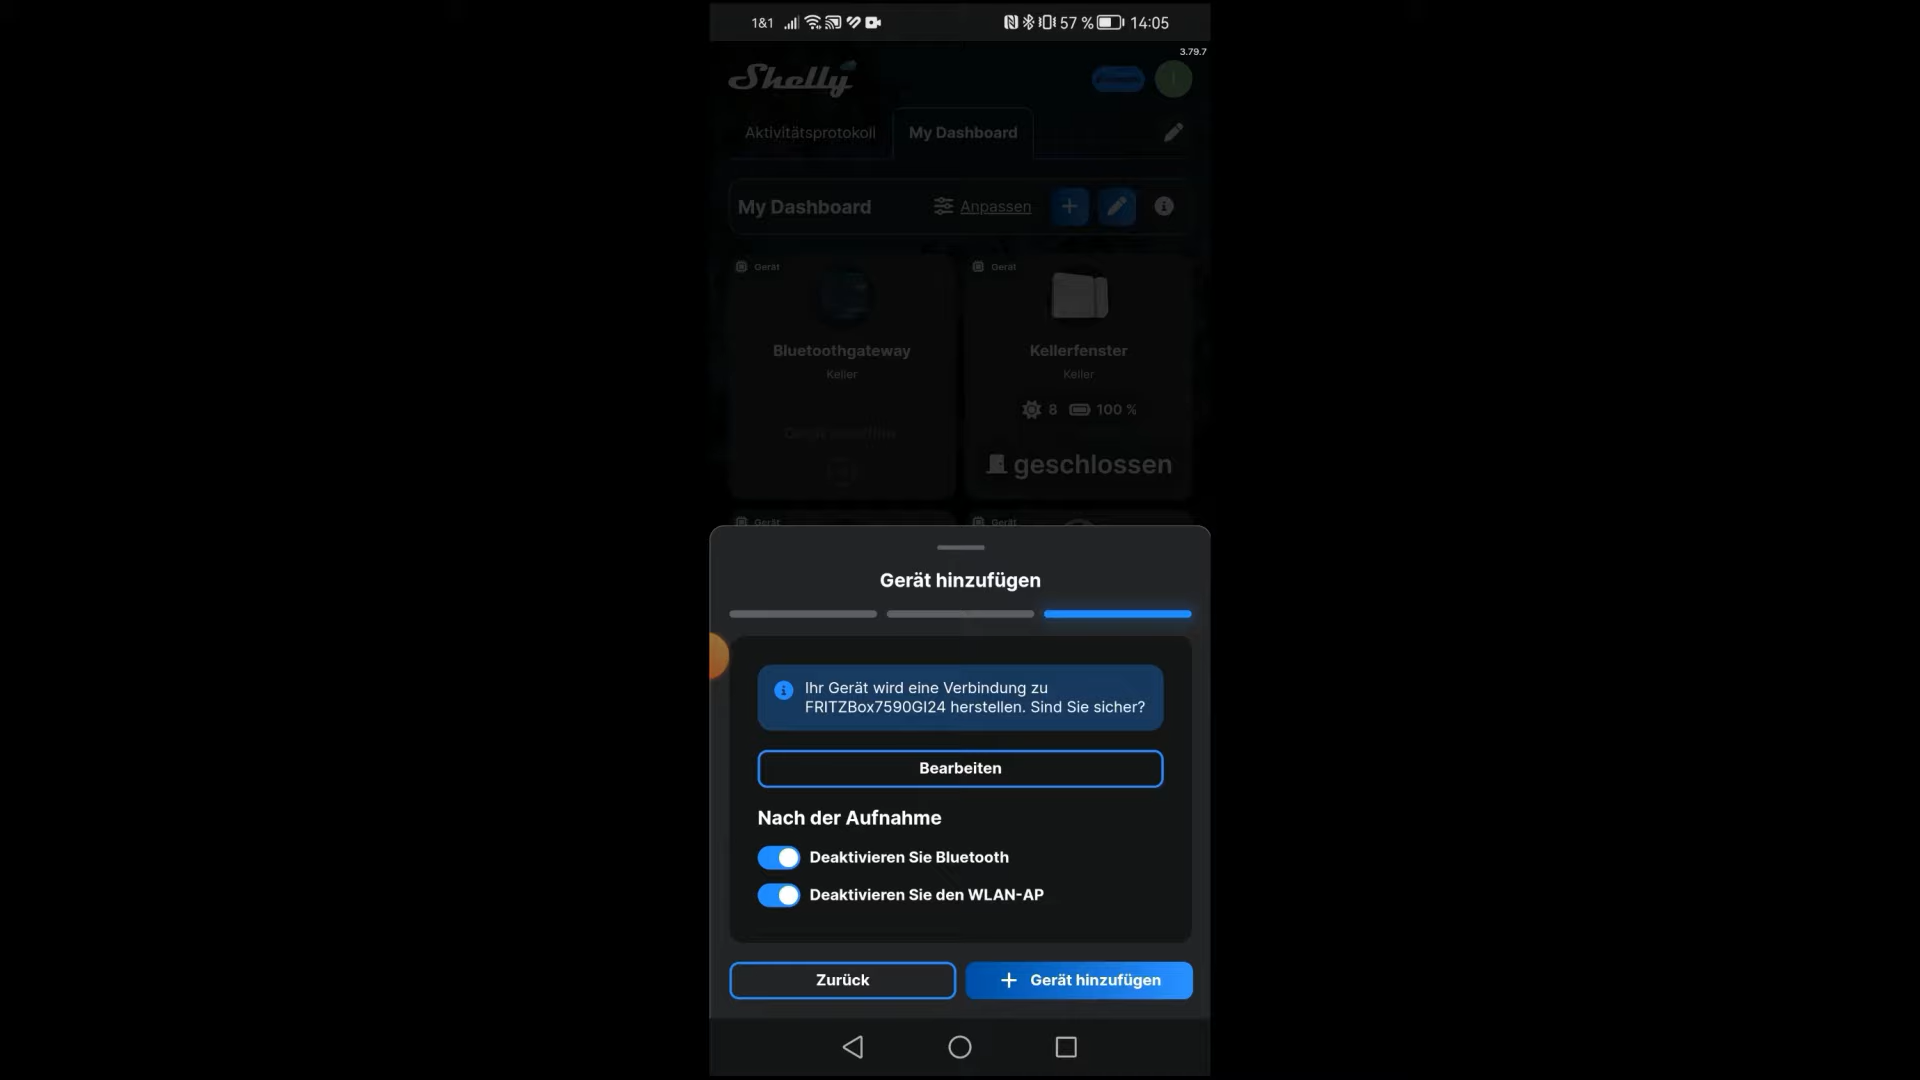 1&1 57 % 14:05
3.79.7
Shelly
Aktivitätsprotokoll My Dashboard
My Dashboard Anpassen
Gerät Gerät
Bluetoothgateway Kellerfenster
Keller Keller
8 100 %
geschlossen
Gerät Gerät
Gerät hinzufügen
Ihr Gerät wird eine Verbindung zu
FRITZBox7590GI24 herstellen. Sind Sie sicher?
Bearbeiten
Nach der Aufnahme
Deaktivieren Sie Bluetooth
Deaktivieren Sie den WLAN-AP
Zurück + Gerät hinzufügen